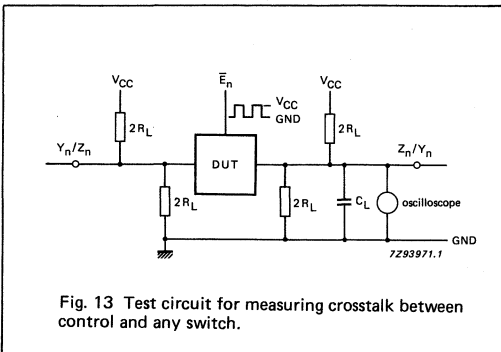 VCC
E̅n
VCC
VCC
GND
2RL
2RL
Yn/Zn
Zn/Yn
DUT
2RL
2RL
CL
oscilloscope
GND
7Z93971.1
Fig. 13 Test circuit for measuring crosstalk between
control and any switch.